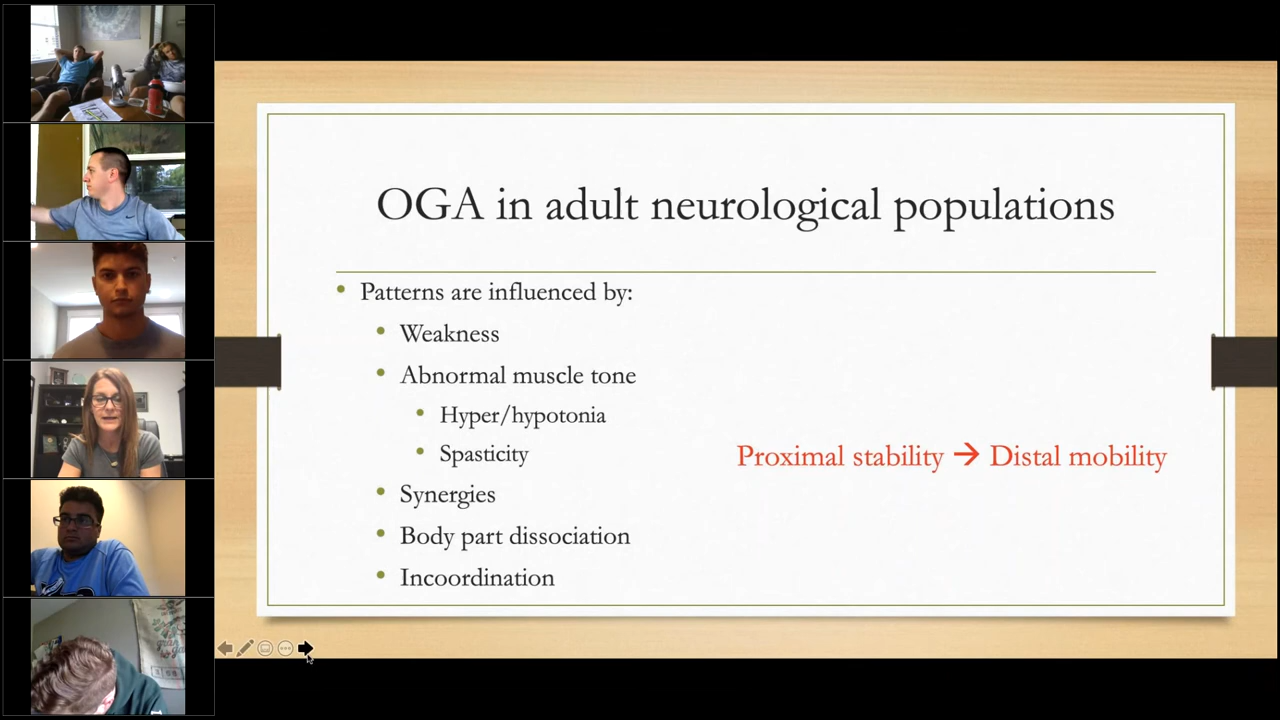 OGA in adult neurological populations
Patterns are influenced by:
Weakness
Abnormal muscle tone
Hyper/hypotonia
Spasticity
Proximal stability → Distal mobility
Synergies
Body part dissociation
Incoordination